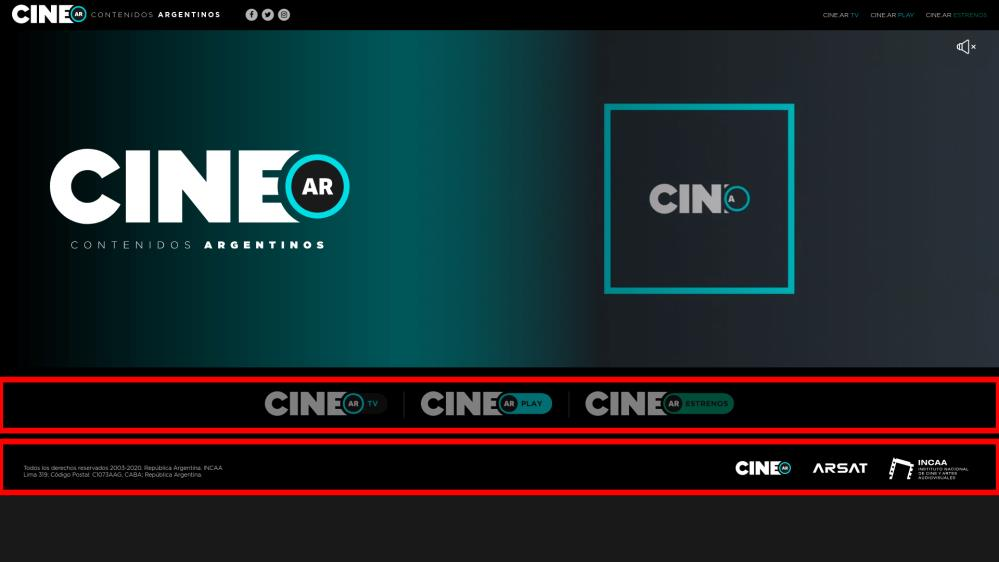 CINE AR CONTENIDOS ARGENTINOS
CINE.AR TV CINE.AR PLAY CINE.AR ESTRENOS
CINE AR
CONTENIDOS ARGENTINOS
CIN A
CINE AR TV CINE AR PLAY CINE AR ESTRENOS
Todos los derechos reservados 2003-2020. República Argentina. INCAA
Lima 319, Código Postal: C1073AAG, CABA; República Argentina.
CINE AR ARSAT INCAA
INSTITUTO NACIONAL
DE CINE Y ARTES
AUDIOVISUALES